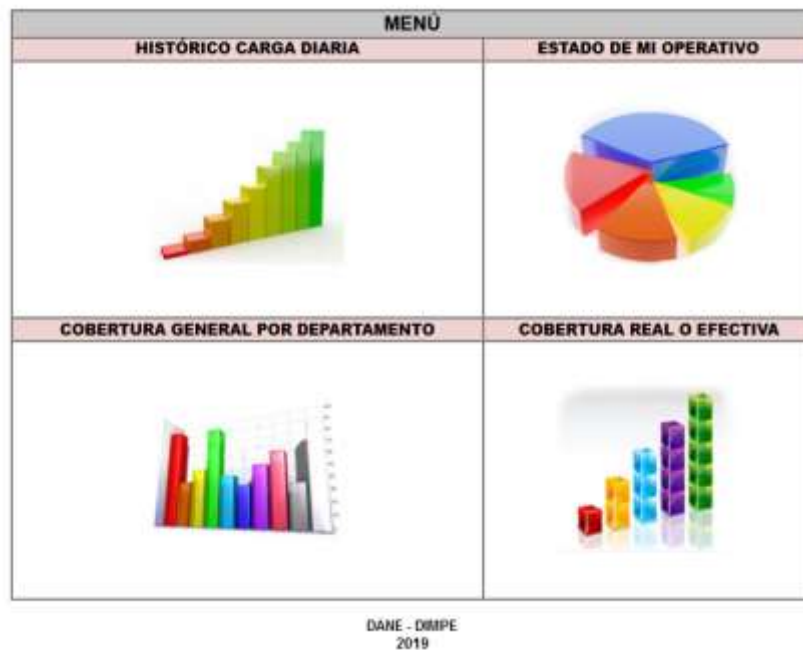 MENÚ
HISTÓRICO CARGA DIARIA
ESTADO DE MI OPERATIVO
COBERTURA GENERAL POR DEPARTAMENTO
COBERTURA REAL O EFECTIVA
DANE - DIMPE
2019